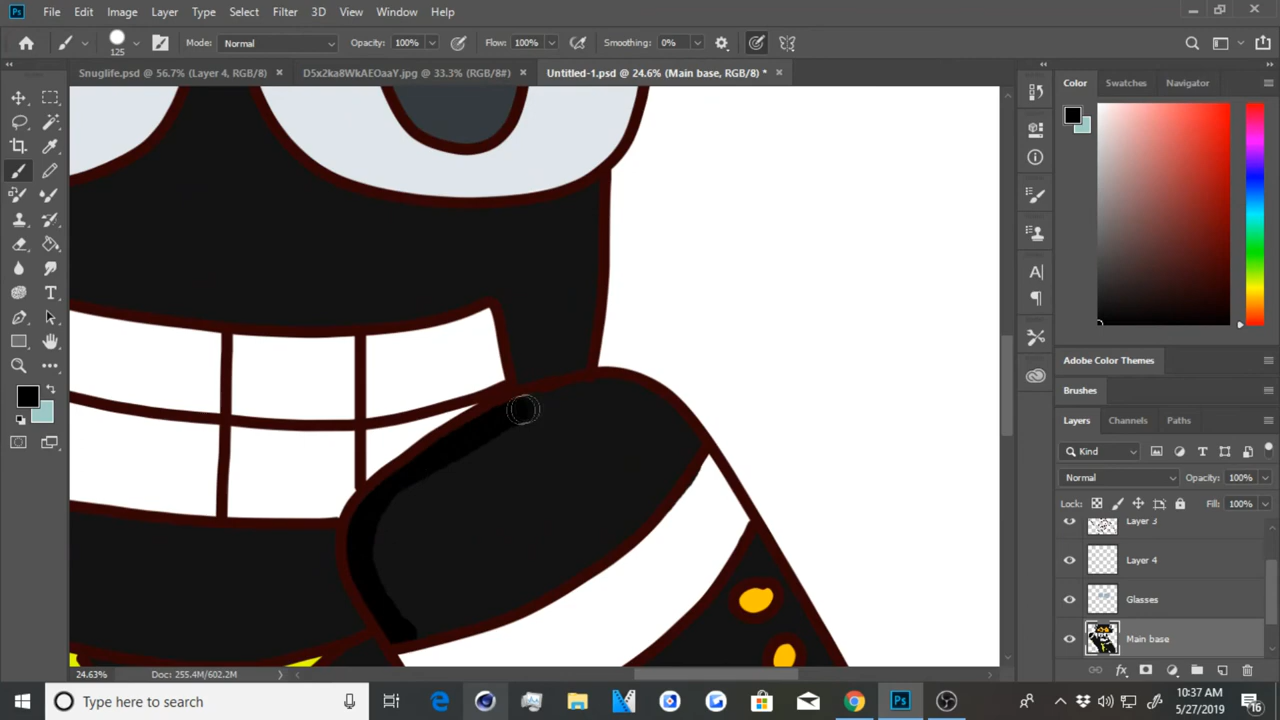 Ps File Edit Image Layer Type Select Filter 3D View Window Help
125 Mode: Normal Opacity: 100% Flow: 100% Smoothing: 0%
Snuglife.psd @ 56.7% (Layer 4, RGB/8) × D5x2ka8WkAEOaaY.jpg @ 33.3% (RGB/8#) × Untitled-1.psd @ 24.6% (Main base, RGB/8) * ×
Color Swatches Navigator
Adobe Color Themes
Brushes
Layers Channels Paths
Kind
Normal Opacity: 100%
Lock: Fill: 100%
Layer 3
Layer 4
Glasses
Main base
24.63% Doc: 255.4M/602.2M
Type here to search
10:37 AM
5/27/2019
16